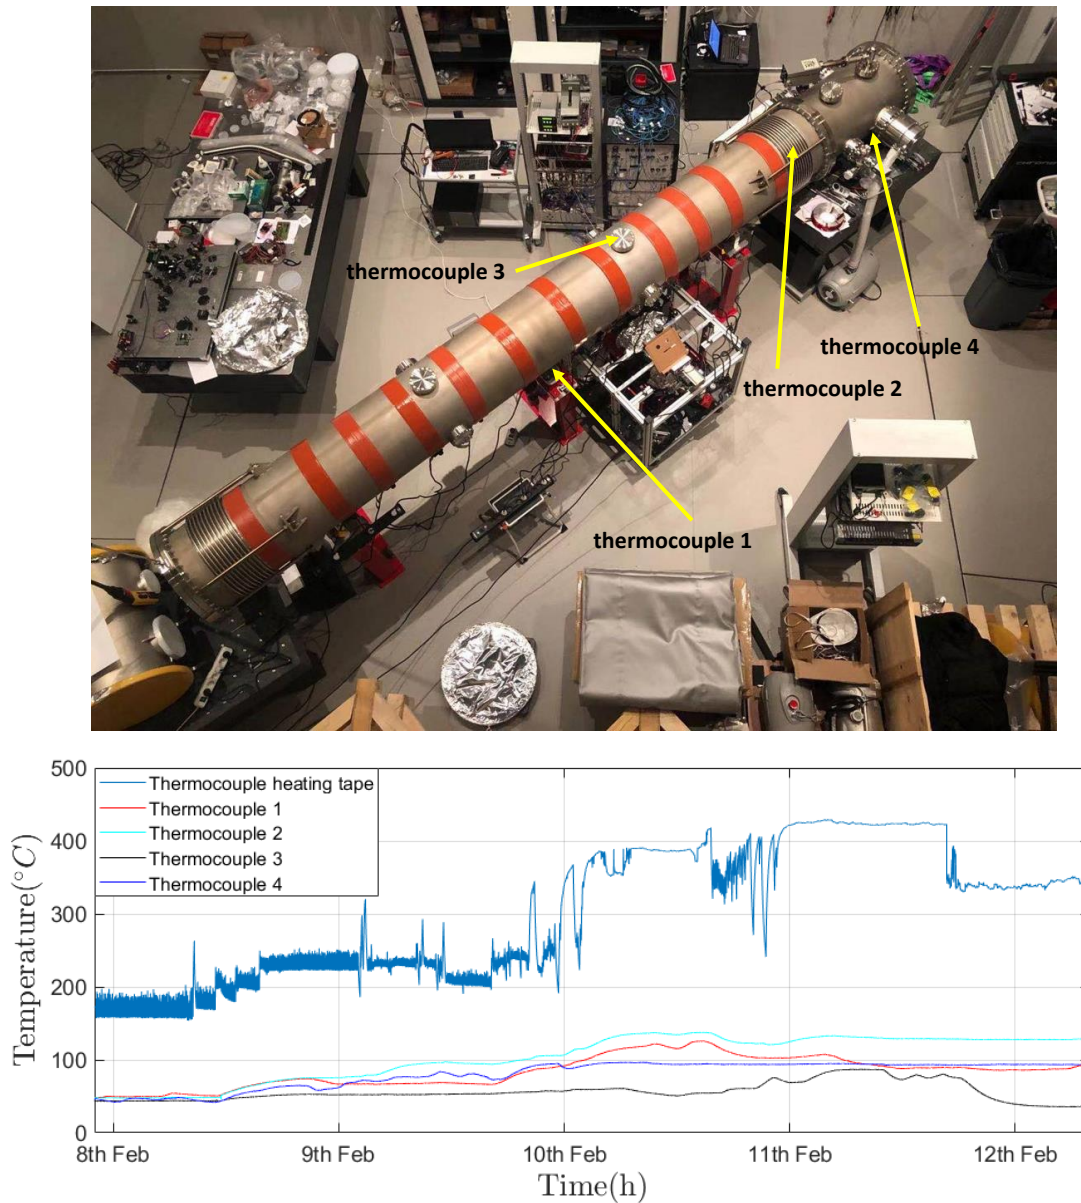 thermocouple 3
thermocouple 4
thermocouple 2
thermocouple 1
500
400
300
200
100
0
Temperature(°C)
Thermocouple heating tape
Thermocouple 1
Thermocouple 2
Thermocouple 3
Thermocouple 4
8th Feb
9th Feb
10th Feb
11th Feb
12th Feb
Time(h)